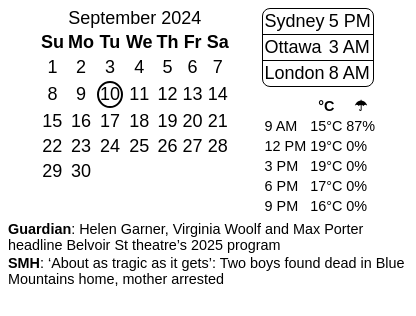 September 2024
Su Mo Tu We Th Fr Sa
1 2 3 4 5 6 7
8 9 10 11 12 13 14
15 16 17 18 19 20 21
22 23 24 25 26 27 28
29 30
Sydney 5 PM
Ottawa 3 AM
London 8 AM
°C ☂
9 AM 15°C 87%
12 PM 19°C 0%
3 PM 19°C 0%
6 PM 17°C 0%
9 PM 16°C 0%
Guardian: Helen Garner, Virginia Woolf and Max Porter
headline Belvoir St theatre’s 2025 program
SMH: ‘About as tragic as it gets’: Two boys found dead in Blue
Mountains home, mother arrested